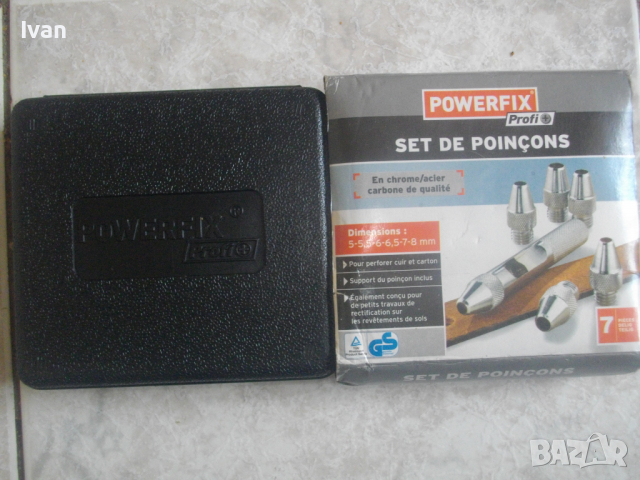 Ivan
POWERFIX®
Profi
POWERFIX®
Profi
SET DE POINÇONS
En chrome/acier
carbone de qualité
Dimensions :
5-5,5-6-6,5-7-8 mm
Pour perforer cuir et carton
Support du poinçon inclus
Également conçu pour
de petits travaux de
rectification sur
les revêtements de sols
7
GS
SET DE POINÇONS
BAZAR